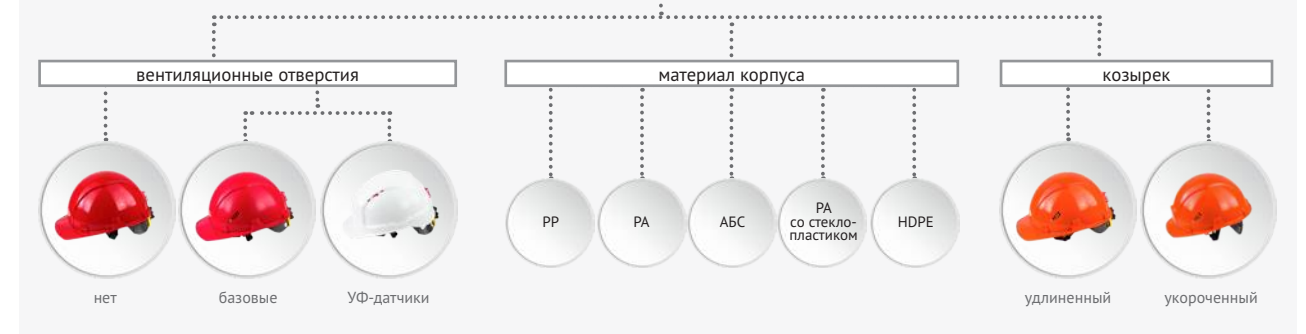 вентиляционные отверстия
материал корпуса
козырек
PP
PA
АБС
PA
со стекло-
пластиком
HDPE
нет
базовые
УФ-датчики
удлиненный
укороченный